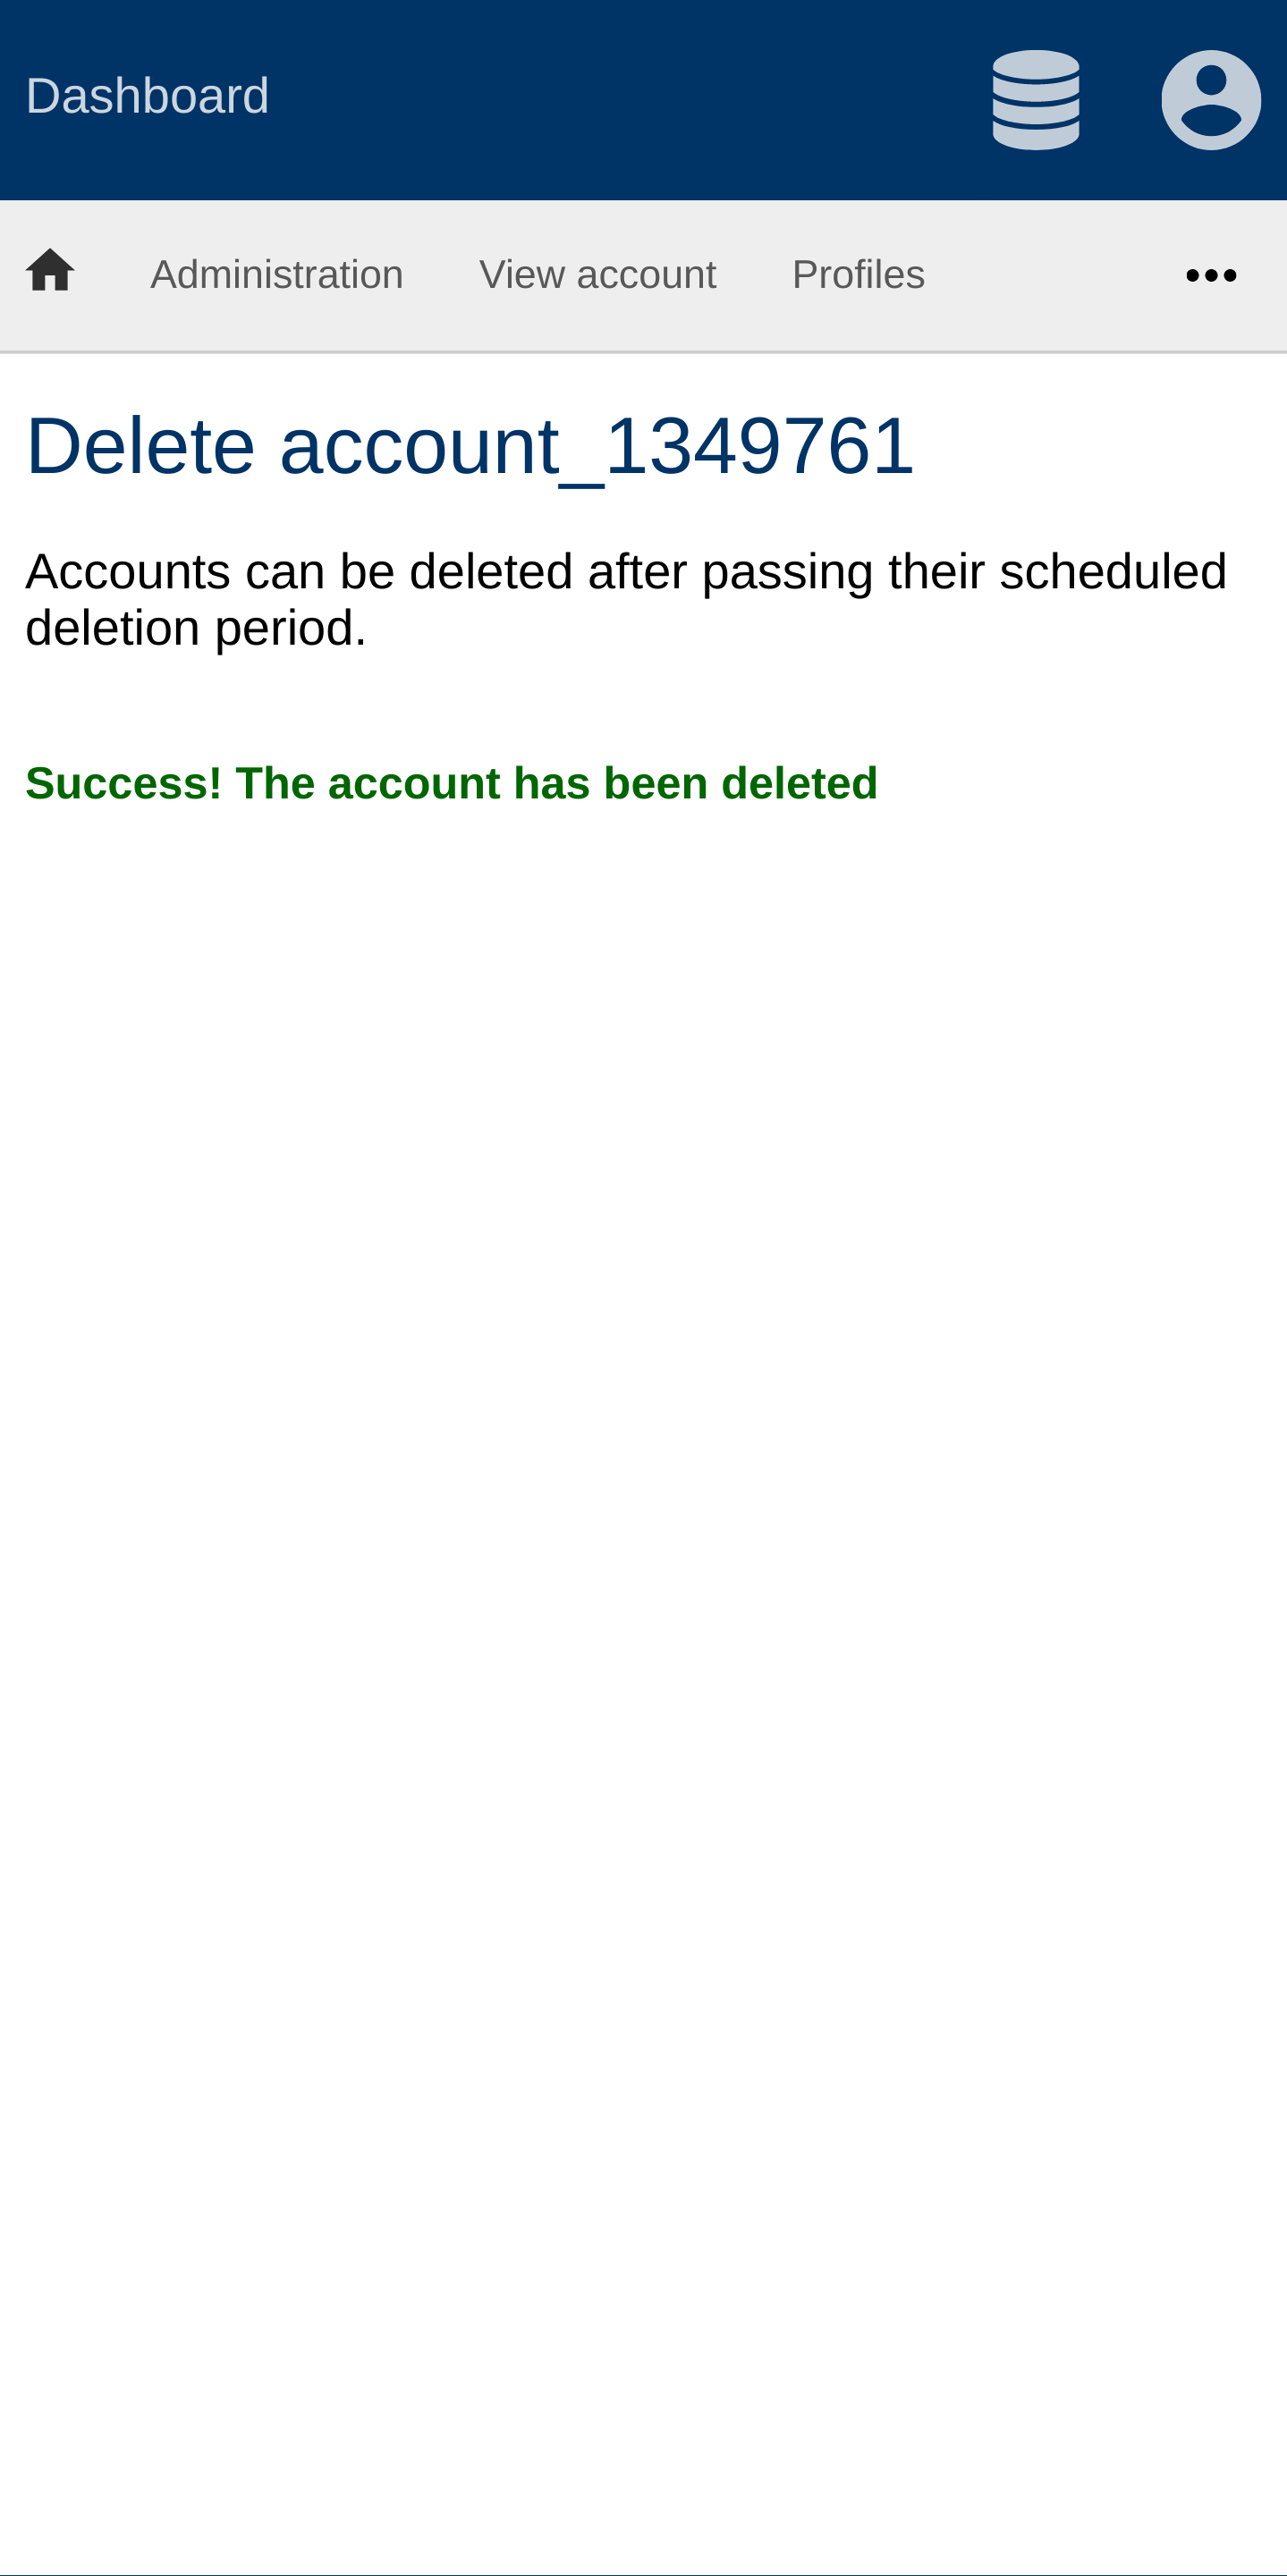 Dashboard
Administration View account Profiles
Delete account_1349761
Accounts can be deleted after passing their scheduled
deletion period.
Success! The account has been deleted